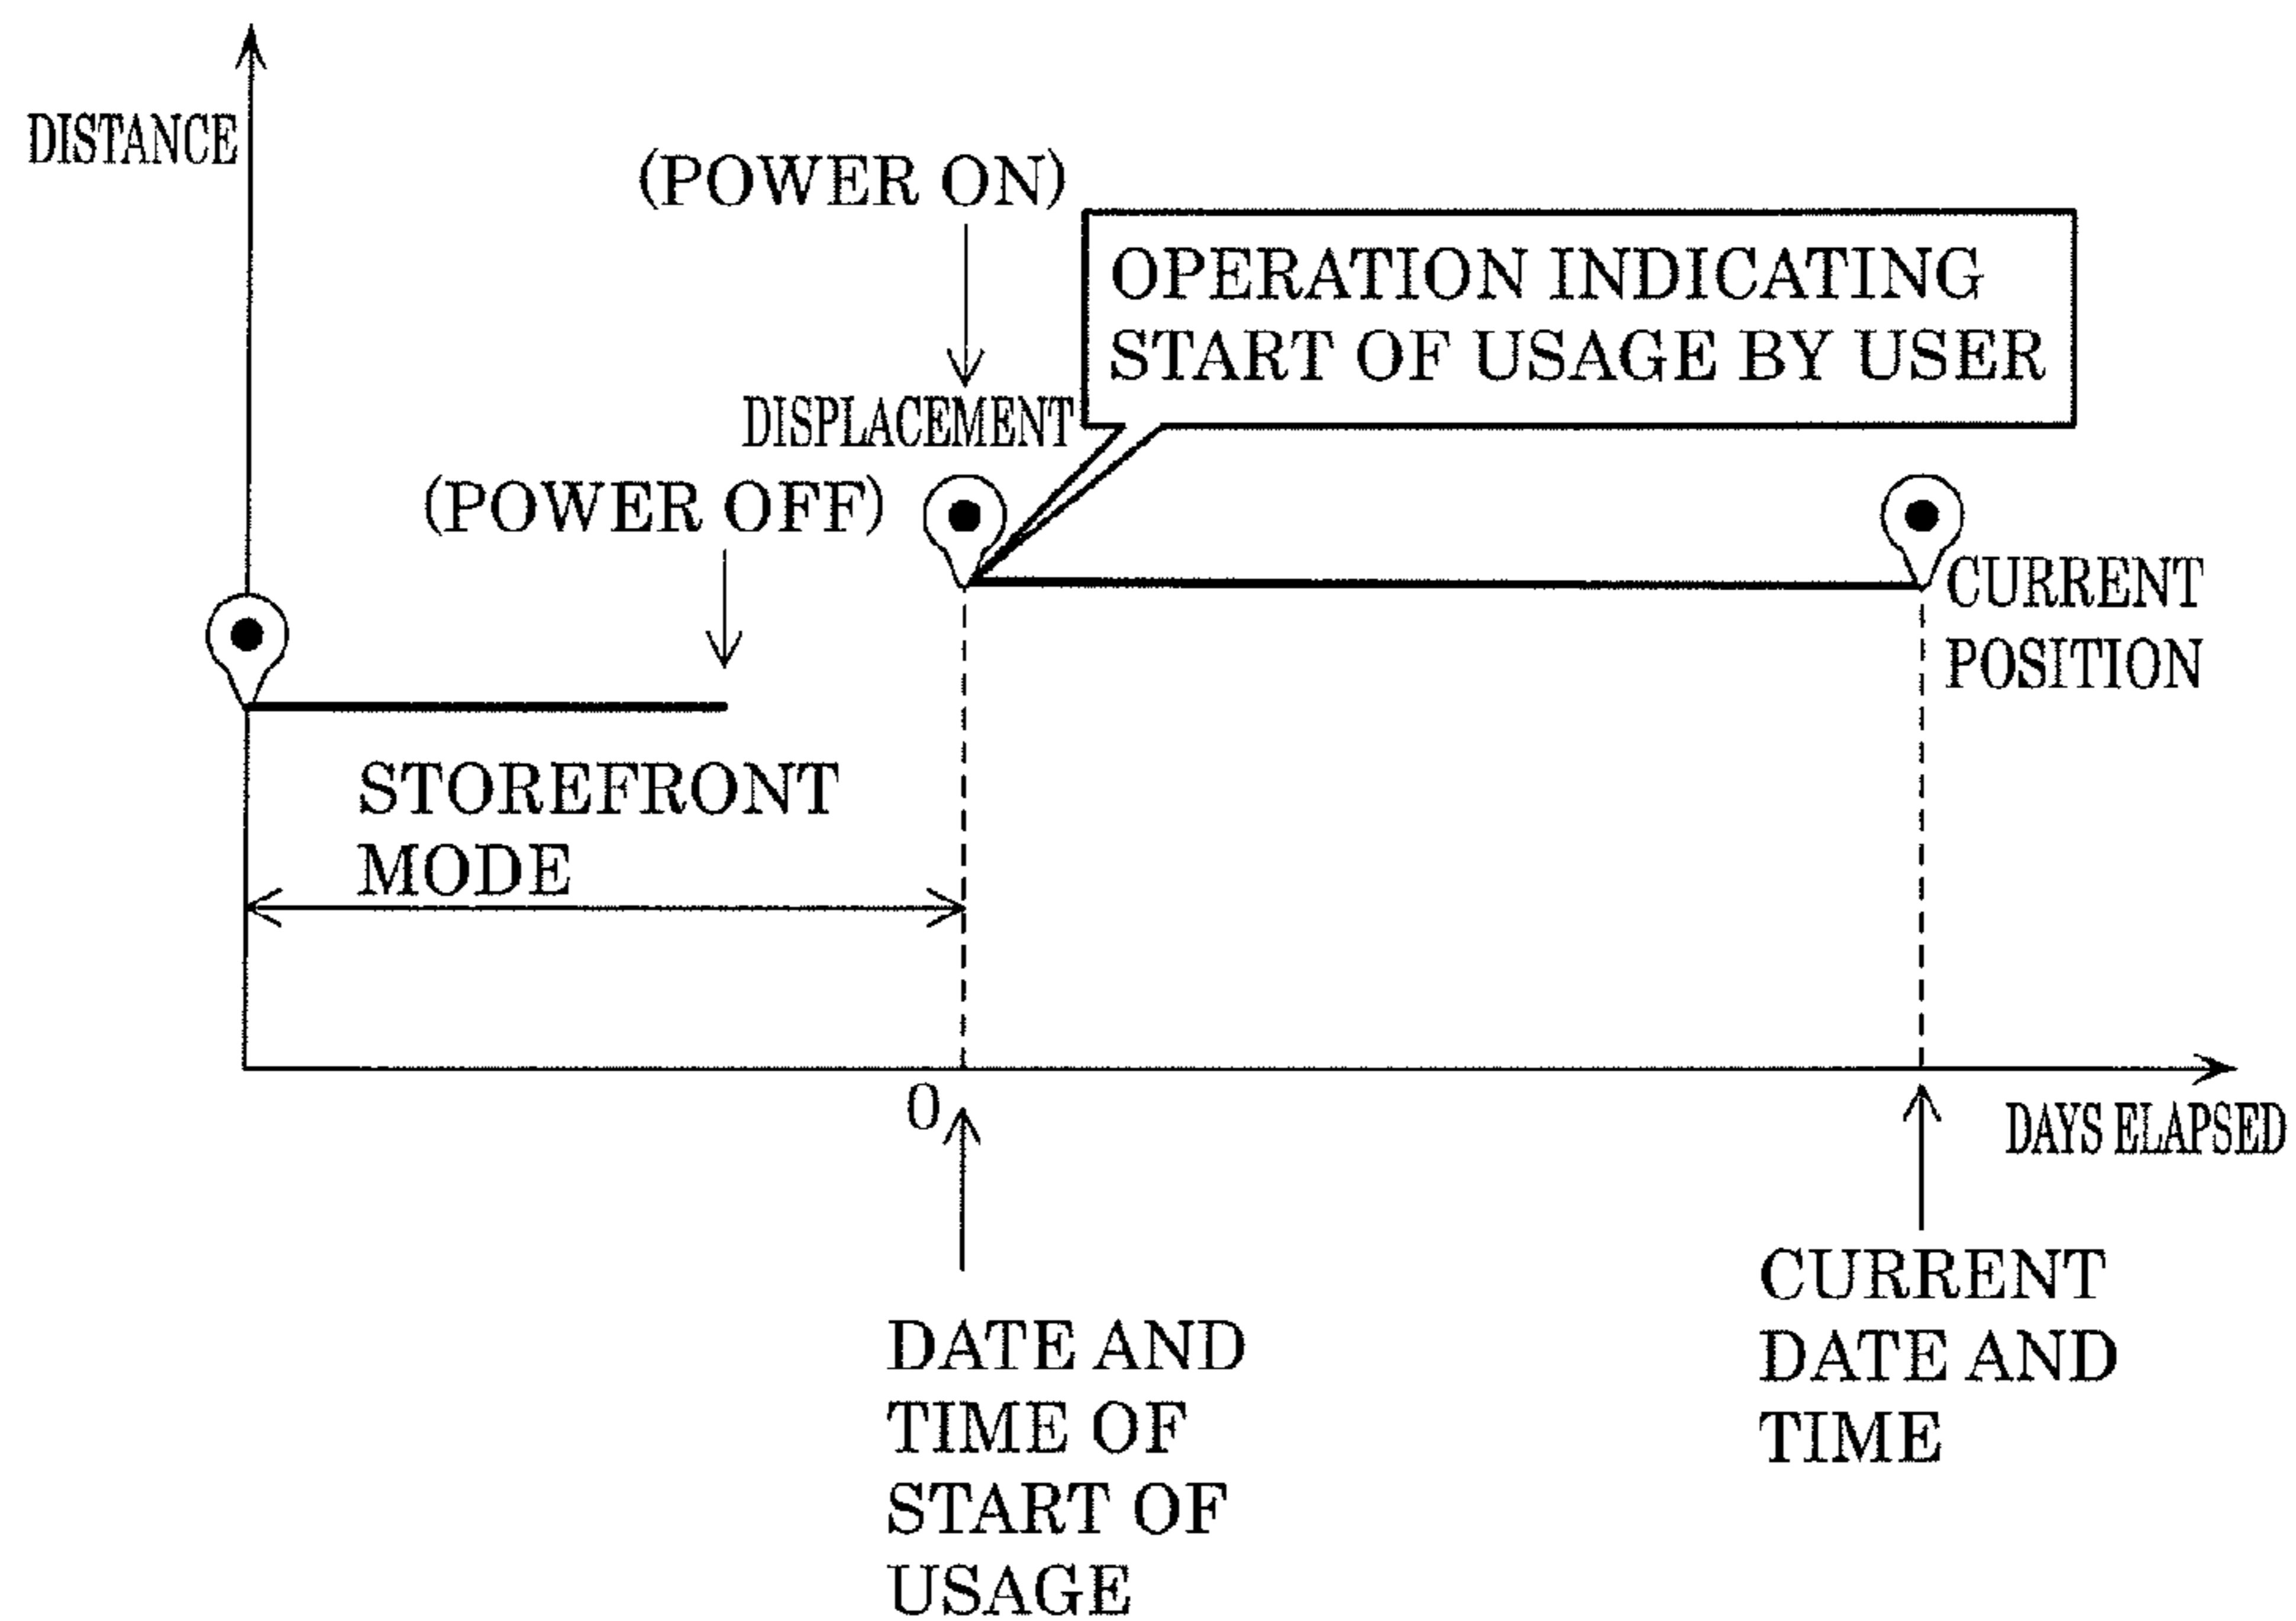 DISTANCE
(POWER ON)
OPERATION INDICATING
START OF USAGE BY USER
DISPLACEMENT
(POWER OFF)
CURRENT
POSITION
STOREFRONT
MODE
0
DAYS ELAPSED
DATE AND
TIME OF
START OF
USAGE
CURRENT
DATE AND
TIME